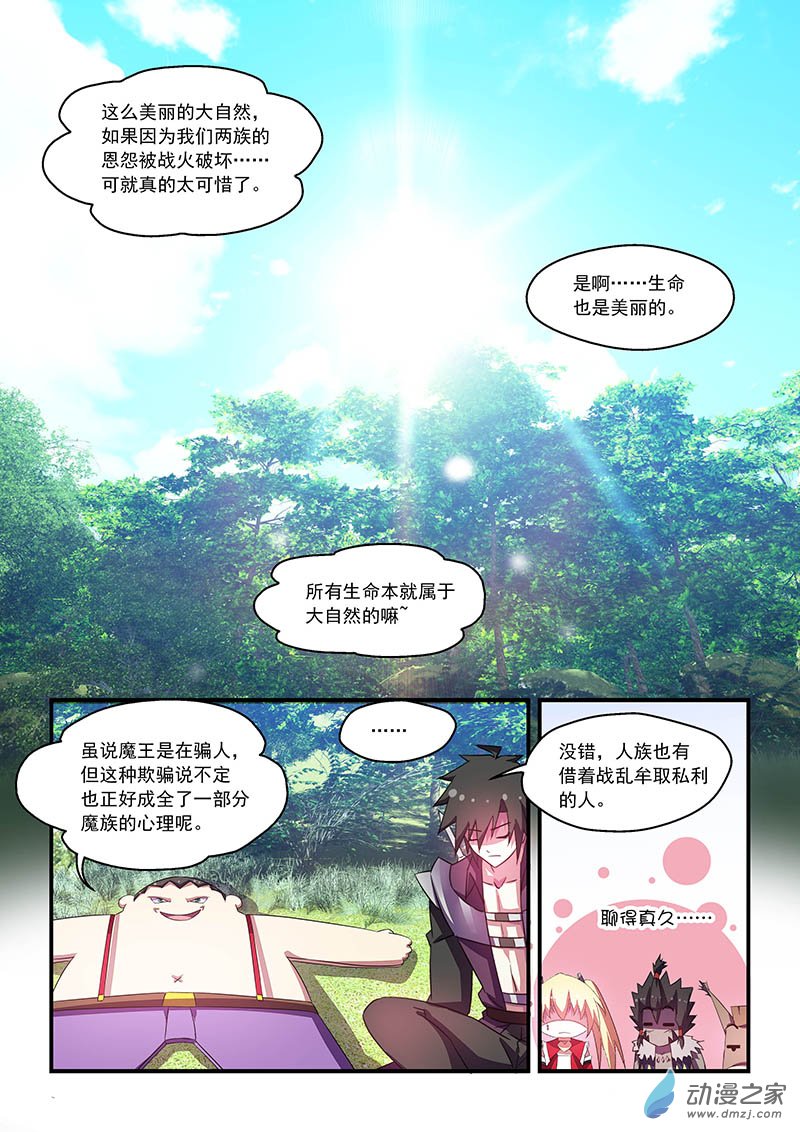 这么美丽的大自然，
如果因为我们两族的
恩怨被战火破坏……
可就真的太可惜了。
是啊……生命
也是美丽的。
所有生命本就属于
大自然的嘛~
虽说魔王是在骗人，
但这种欺骗说不定
也正好成全了一部分
魔族的心理呢。
……
没错，人族也有
借着战乱牟取私利
的人。
聊得真久……
动漫之家
www.dmzj.com